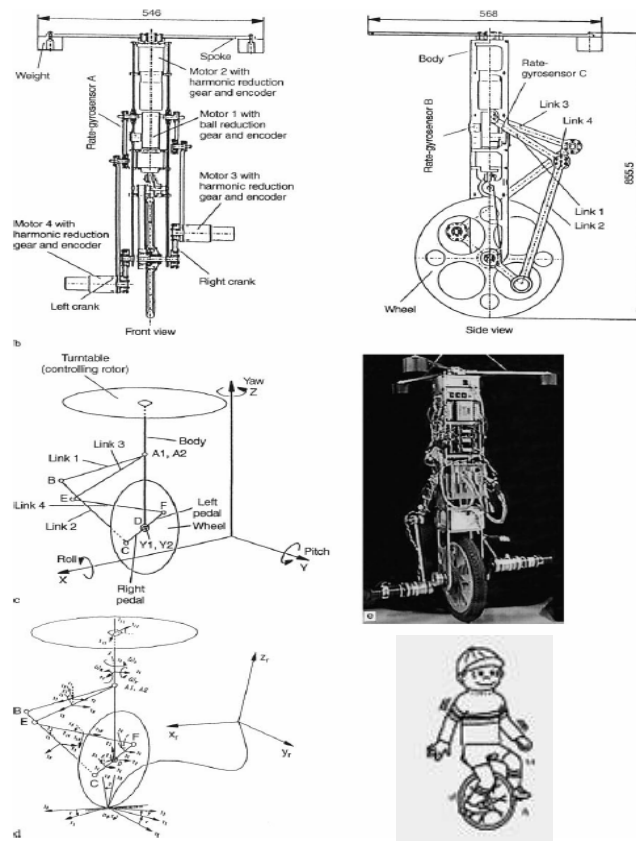 546
Weight
Spoke
Rate-gyrosensor A
Motor 2 with
harmonic reduction
gear and encoder
Motor 1 with
ball reduction
gear and encoder
Motor 3 with
harmonic reduction
gear and encoder
Motor 4 with
harmonic reduction
gear and encoder
Left crank
Right crank
Front view
568
Body
Rate-
gyrosensor C
Rate-gyrosensor B
Link 3
Link 4
Link 1
Link 2
855.5
Wheel
Side view
b
Turntable
(controlling rotor)
Yaw
Z
Link 1
Link 3
Body
A1, A2
B
E
Link 4
Link 2
F
Left
pedal
D
Wheel
C
Y1, Y2
Roll
X
Right
pedal
Pitch
Y
c
e
A1, A2
B
E
F
D
C
Zr
Xr
yr
d